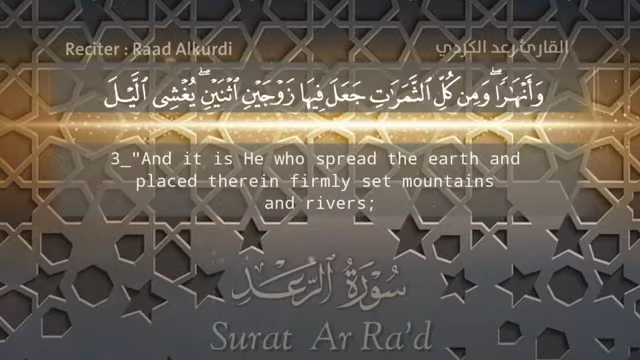 Reciter : Raad Alkurdi
القارئ رعد الكردي
وَأَنْهَٰرًا ۖ وَمِن كُلِّ ٱلثَّمَرَٰتِ جَعَلَ فِيهَا زَوْجَيْنِ ٱثْنَيْنِ ۖ يُغْشِى ٱلَّيْلَ
3_"And it is He who spread the earth and
placed therein firmly set mountains
and rivers;
سُورَةُ ٱلرَّعْدِ
Surat Ar Ra'd